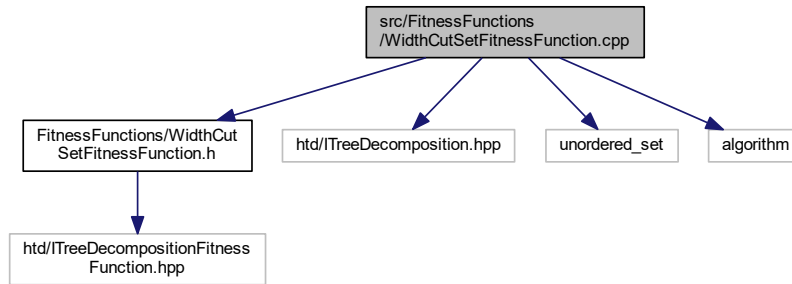 src/FitnessFunctions
/WidthCutSetFitnessFunction.cpp
FitnessFunctions/WidthCut
SetFitnessFunction.h
htd/ITreeDecomposition.hpp
unordered_set
algorithm
htd/ITreeDecompositionFitness
Function.hpp